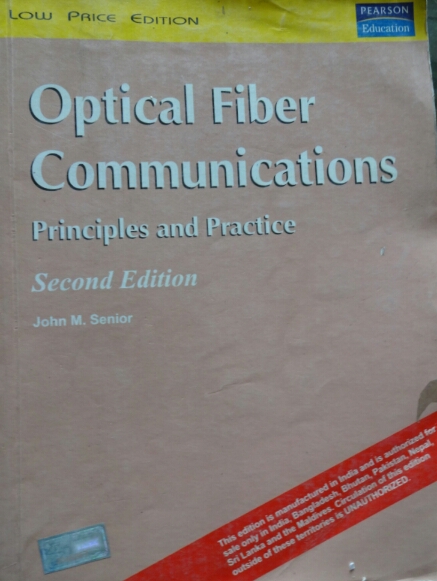 LOW PRICE EDITION
PEARSON
Education
Optical Fiber
Communications
Principles and Practice
Second Edition
John M. Senior
This edition is manufactured in India and is authorized for
sale only in India, Bangladesh, Bhutan, Pakistan, Nepal,
Sri Lanka and the Maldives. Circulation of this edition
outside of these territories is UNAUTHORIZED.